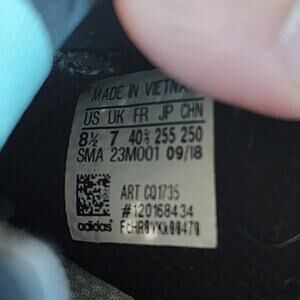 MADE IN VIETNAM
US UK FR JP CHN
8½ 7 40⅔ 255 250
SMA 23M001 09/18
ART CQ1735
#120168434
adidas